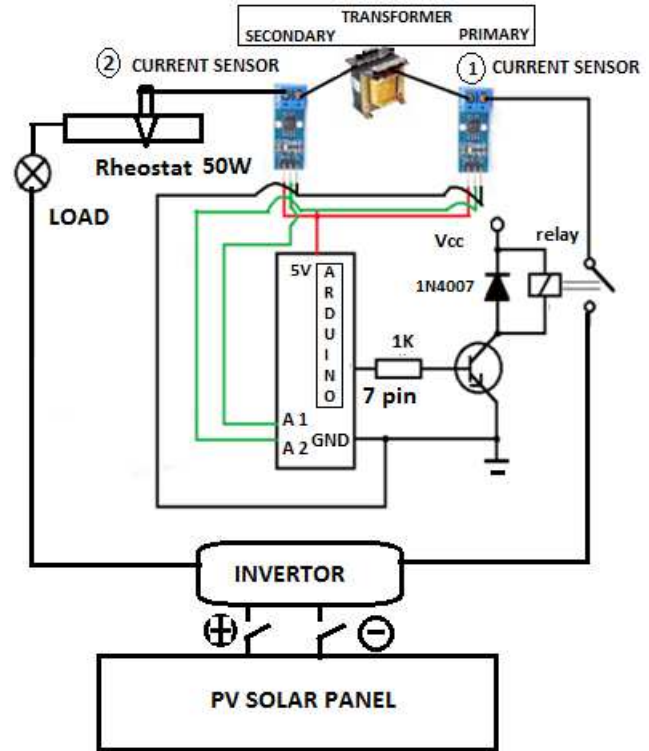 TRANSFORMER
SECONDARY PRIMARY
2 CURRENT SENSOR
1 CURRENT SENSOR
Rheostat 50W
LOAD
Vcc
relay
1N4007
5V
ARDUINO
1K
7 pin
A 1
A 2
GND
INVERTOR
+ −
PV SOLAR PANEL